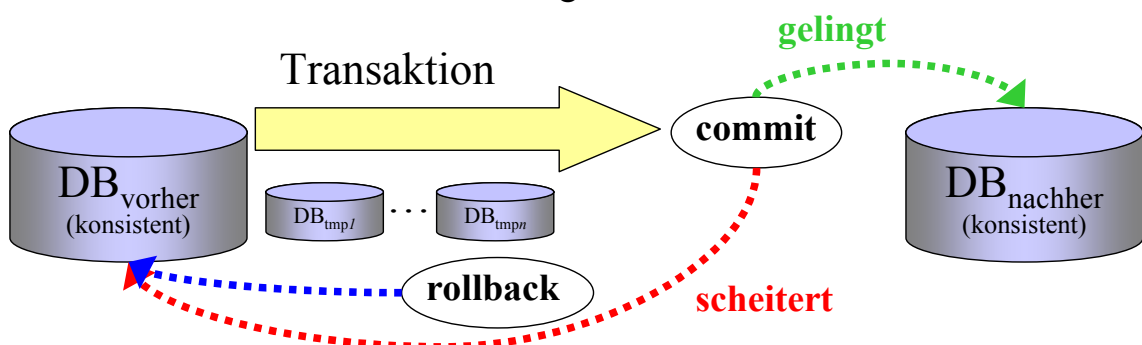 gelingt
Transaktion
commit
DBvorher
(konsistent)
DBtmp1 ... DBtmpn
DBnachher
(konsistent)
rollback
scheitert